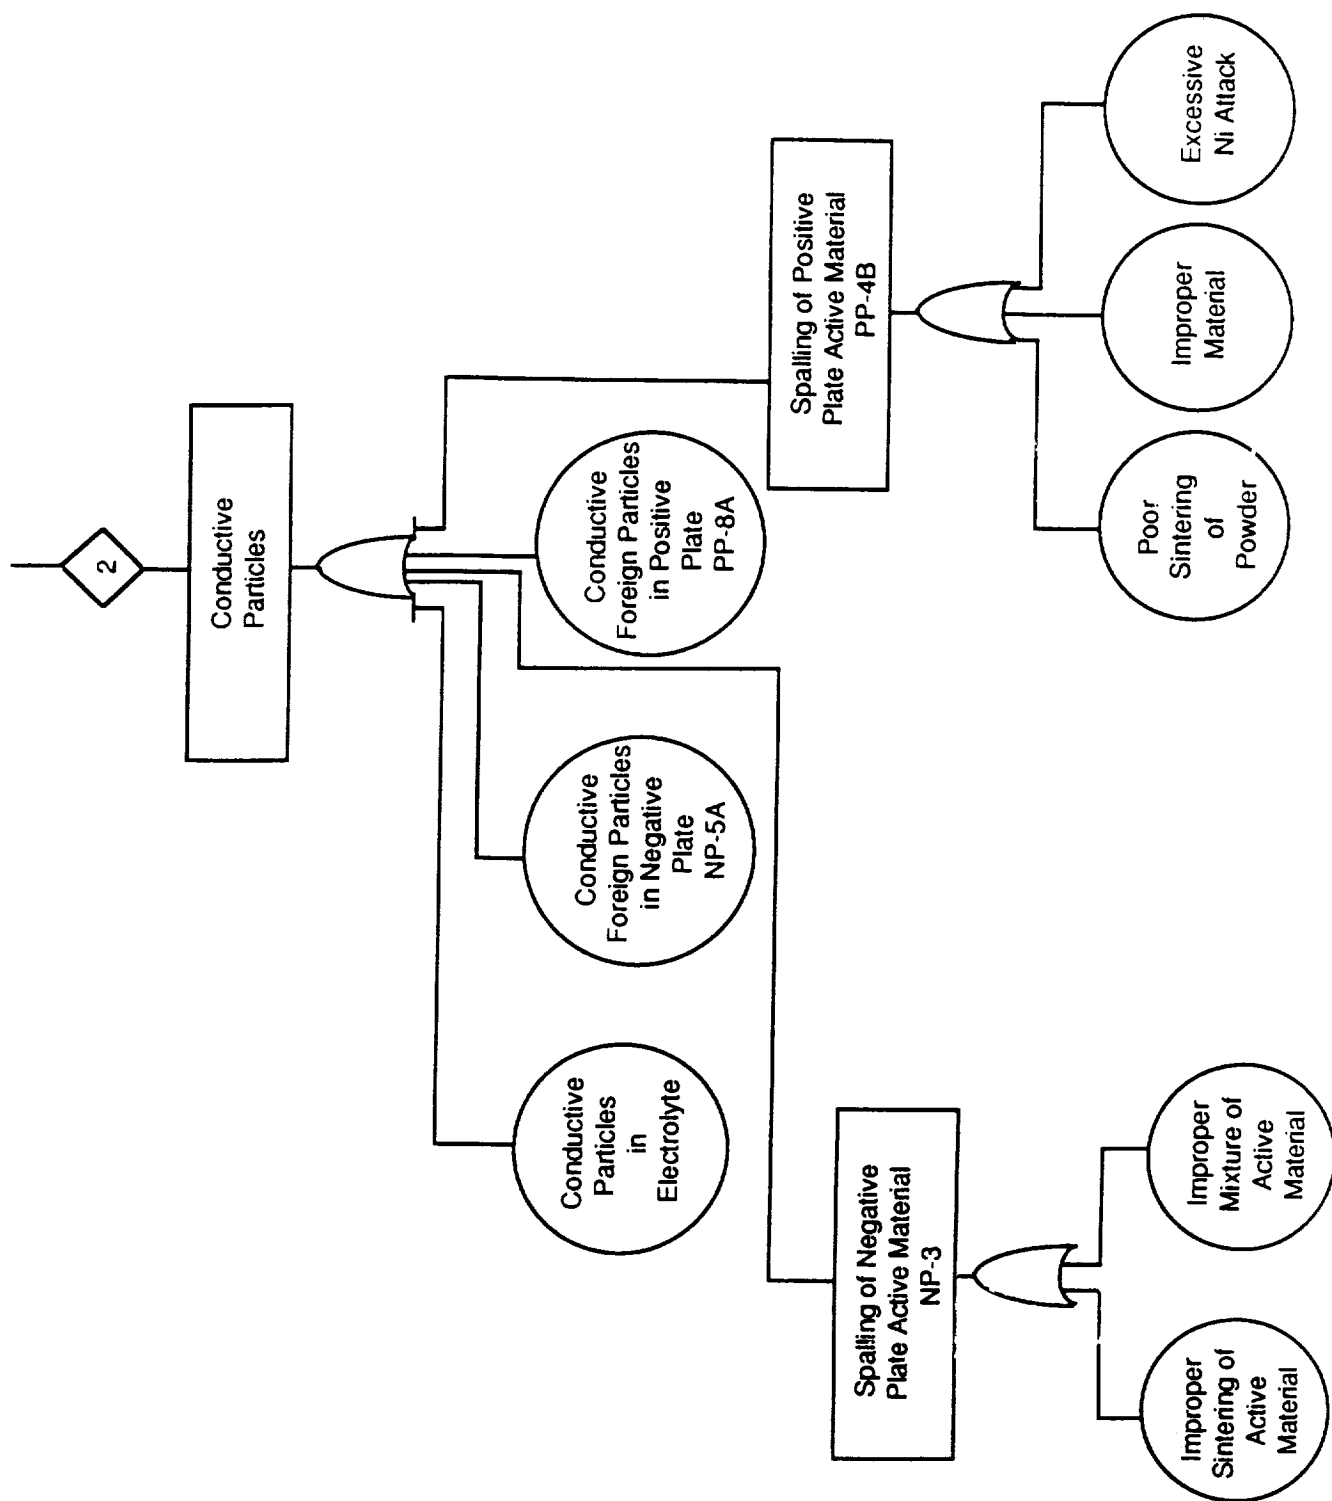 2
Conductive
Particles
Conductive
Particles
in
Electrolyte
Conductive
Foreign Particles
in Negative
Plate
NP-5A
Conductive
Foreign Particles
in Positive
Plate
PP-8A
Spalling of Negative
Plate Active Material
NP-3
Spalling of Positive
Plate Active Material
PP-4B
Improper
Sintering of
Active
Material
Improper
Mixture of
Active
Material
Poor
Sintering
of
Powder
Improper
Material
Excessive
Ni Attack